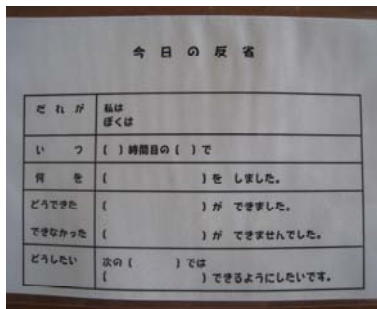 今日の反省
だれが 私は
ぼくは
いつ ( )時間目の( )で
何を ( )を しました。
どうできた ( )が できました。
できなかった ( )が できませんでした。
どうしたい 次の( )では
( )できるようにしたいです。